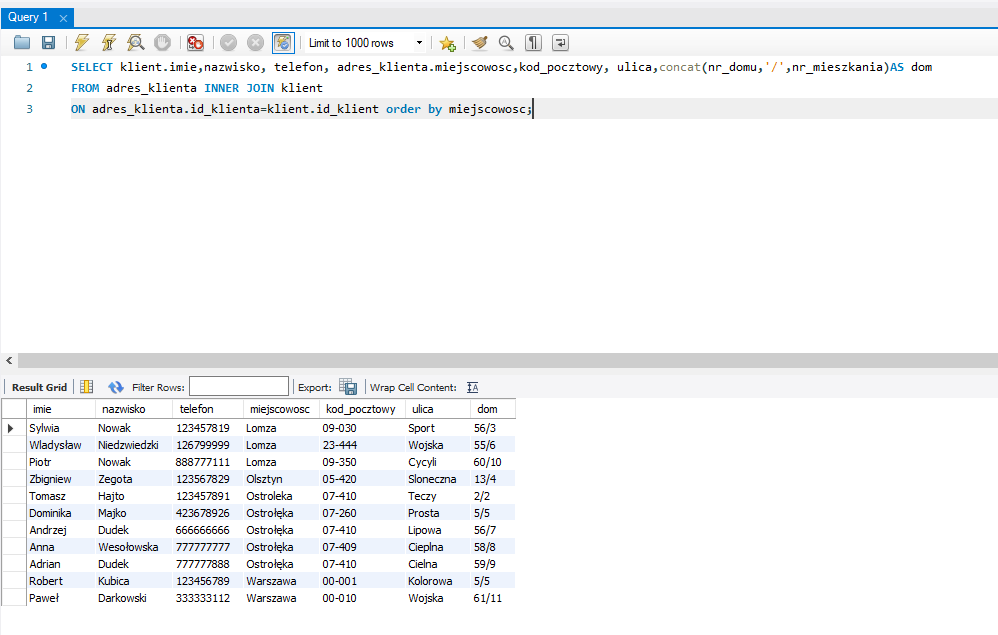 Query 1
Limit to 1000 rows
1 SELECT klient.imie,nazwisko, telefon, adres_klienta.miejscowosc,kod_pocztowy, ulica,concat(nr_domu,'/',nr_mieszkania)AS dom
2 FROM adres_klienta INNER JOIN klient
3 ON adres_klienta.id_klienta=klient.id_klient order by miejscowosc;
Result Grid Filter Rows: Export: Wrap Cell Content:
imie nazwisko telefon miejscowosc kod_pocztowy ulica dom
Sylwia Nowak 123457819 Lomza 09-030 Sport 56/3
Wladysław Niedzwiedzki 126799999 Lomza 23-444 Wojska 55/6
Piotr Nowak 888777111 Lomza 09-350 Cycyli 60/10
Zbigniew Zegota 123567829 Olsztyn 05-420 Sloneczna 13/4
Tomasz Hajto 123457891 Ostroleka 07-410 Teczy 2/2
Dominika Majko 423678926 Ostrołęka 07-260 Prosta 5/5
Andrzej Dudek 666666666 Ostrołęka 07-410 Lipowa 56/7
Anna Wesołowska 777777777 Ostrołęka 07-409 Cieplna 58/8
Adrian Dudek 777777888 Ostrołęka 07-410 Cielna 59/9
Robert Kubica 123456789 Warszawa 00-001 Kolorowa 5/5
Paweł Darkowski 333333112 Warszawa 00-010 Wojska 61/11